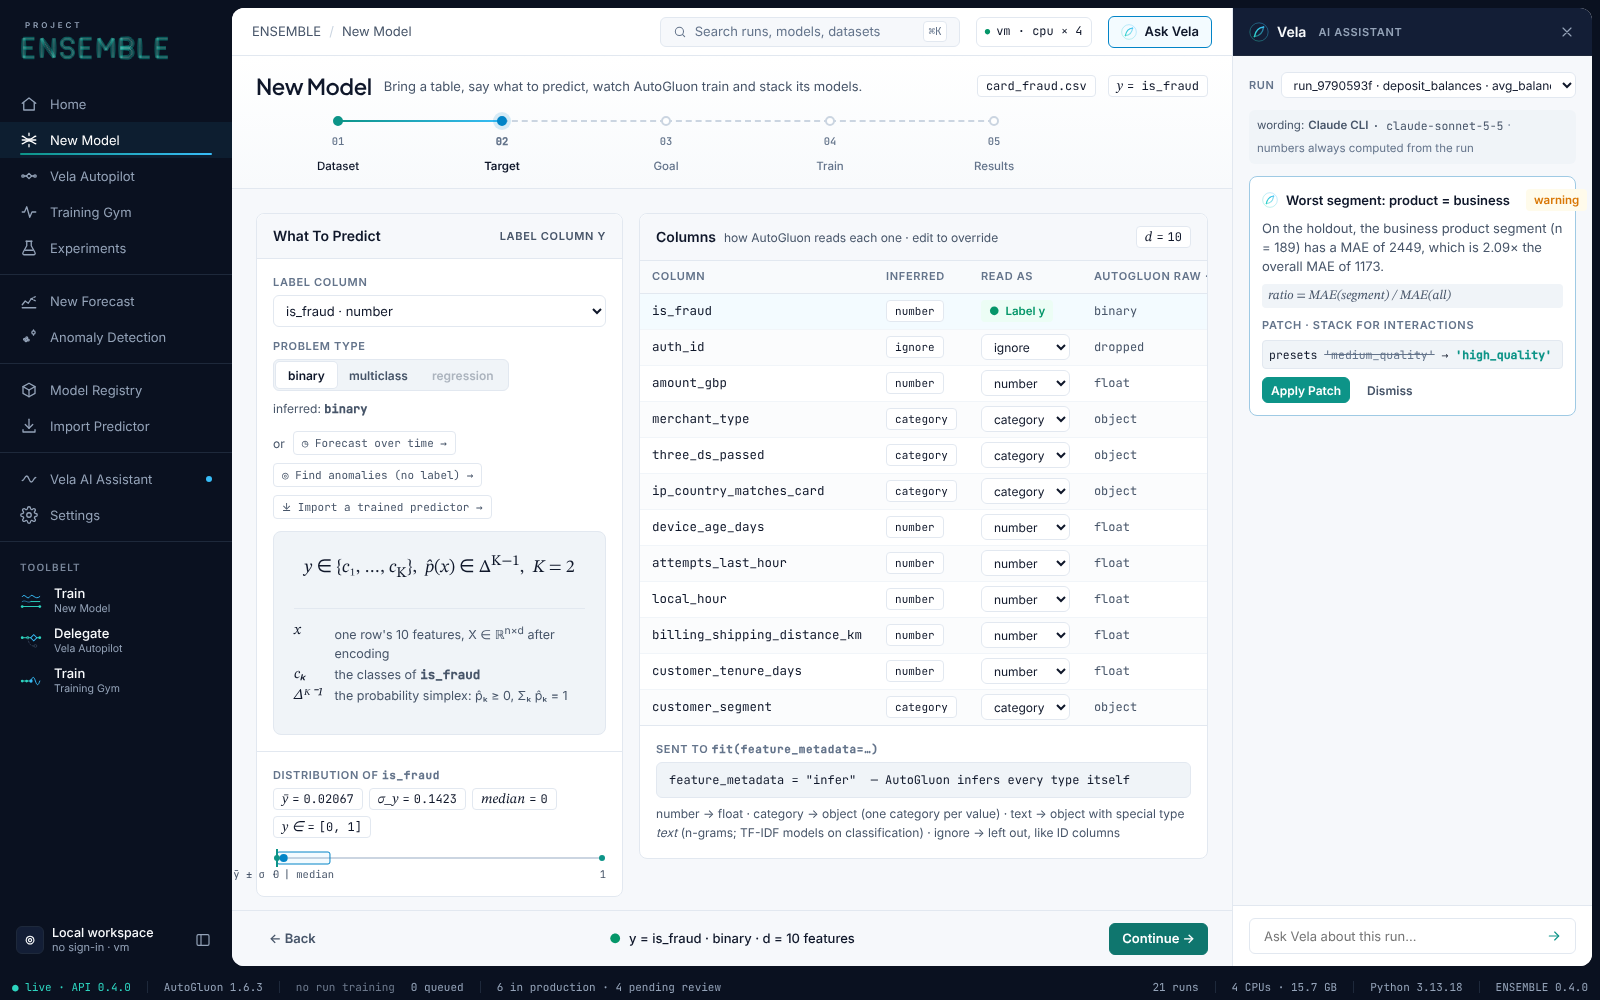 PROJECT
ENSEMBLE
Home
New Model
Vela Autopilot
Training Gym
Experiments
New Forecast
Anomaly Detection
Model Registry
Import Predictor
Vela AI Assistant
Settings
TOOLBELT
Train
New Model
Delegate
Vela Autopilot
Train
Training Gym
Local workspace
no sign-in · vm
ENSEMBLE / New Model
Search runs, models, datasets ⌘K
vm · cpu × 4
Ask Vela
New Model Bring a table, say what to predict, watch AutoGluon train and stack its models.
card_fraud.csv
y = is_fraud
01 02 03 04 05
Dataset Target Goal Train Results
What To Predict LABEL COLUMN Y
LABEL COLUMN
is_fraud · number
PROBLEM TYPE
binary multiclass regression
inferred: binary
or ◷ Forecast over time →
◎ Find anomalies (no label) →
⤓ Import a trained predictor →
y ∈ {c₁, …, c_K}, p̂(x) ∈ Δ^K−1, K = 2
x one row's 10 features, X ∈ ℝ^n×d after
encoding
cₖ the classes of is_fraud
Δᴷ⁻¹ the probability simplex: p̂ₖ ≥ 0, Σₖ p̂ₖ = 1
DISTRIBUTION OF is_fraud
ȳ = 0.02067 σ_y = 0.1423 median = 0
y ∈ = [0, 1]
ȳ ± σ 0 | median 1
Columns how AutoGluon reads each one · edit to override d = 10
COLUMN INFERRED READ AS AUTOGLUON RAW ·
is_fraud number Label y binary
auth_id ignore ignore dropped
amount_gbp number number float
merchant_type category category object
three_ds_passed category category object
ip_country_matches_card category category object
device_age_days number number float
attempts_last_hour number number float
local_hour number number float
billing_shipping_distance_km number number float
customer_tenure_days number number float
customer_segment category category object
SENT TO fit(feature_metadata=…)
feature_metadata = "infer" — AutoGluon infers every type itself
number → float · category → object (one category per value) · text → object with special type
text (n-grams; TF-IDF models on classification) · ignore → left out, like ID columns
← Back
y = is_fraud · binary · d = 10 features
Continue →
Vela AI ASSISTANT
RUN run_9790593f · deposit_balances · avg_balanc
wording: Claude CLI · claude-sonnet-5-5 ·
numbers always computed from the run
Worst segment: product = business warning
On the holdout, the business product segment (n
= 189) has a MAE of 2449, which is 2.09× the
overall MAE of 1173.
ratio = MAE(segment) / MAE(all)
PATCH · STACK FOR INTERACTIONS
presets 'medium_quality' → 'high_quality'
Apply Patch Dismiss
Ask Vela about this run...
live · API 0.4.0 AutoGluon 1.6.3 no run training 0 queued 6 in production · 4 pending review 21 runs 4 CPUs · 15.7 GB Python 3.13.18 ENSEMBLE 0.4.0